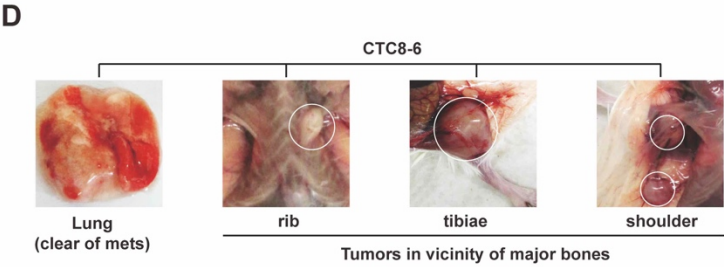 D
CTC8-6
Lung
(clear of mets)
rib
tibiae
shoulder
Tumors in vicinity of major bones